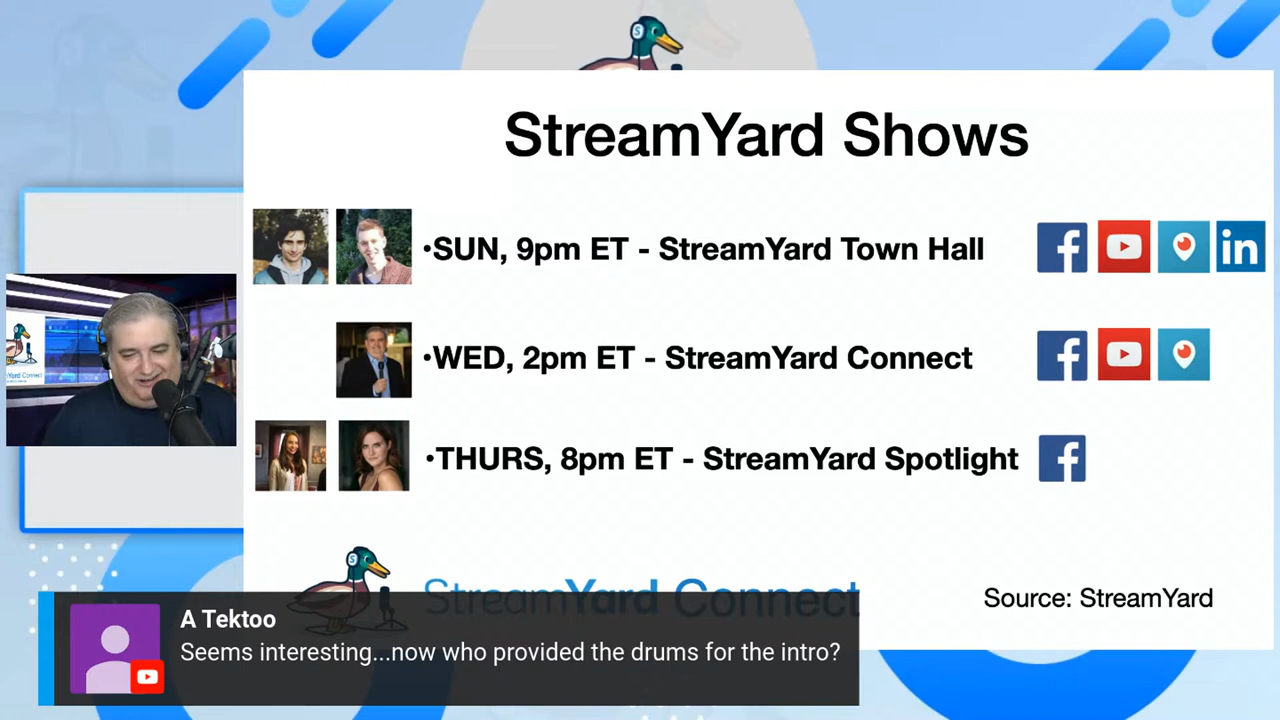 StreamYard Shows
•SUN, 9pm ET - StreamYard Town Hall
•WED, 2pm ET - StreamYard Connect
•THURS, 8pm ET - StreamYard Spotlight
StreamYard Connect
Source: StreamYard
A Tektoo
Seems interesting...now who provided the drums for the intro?